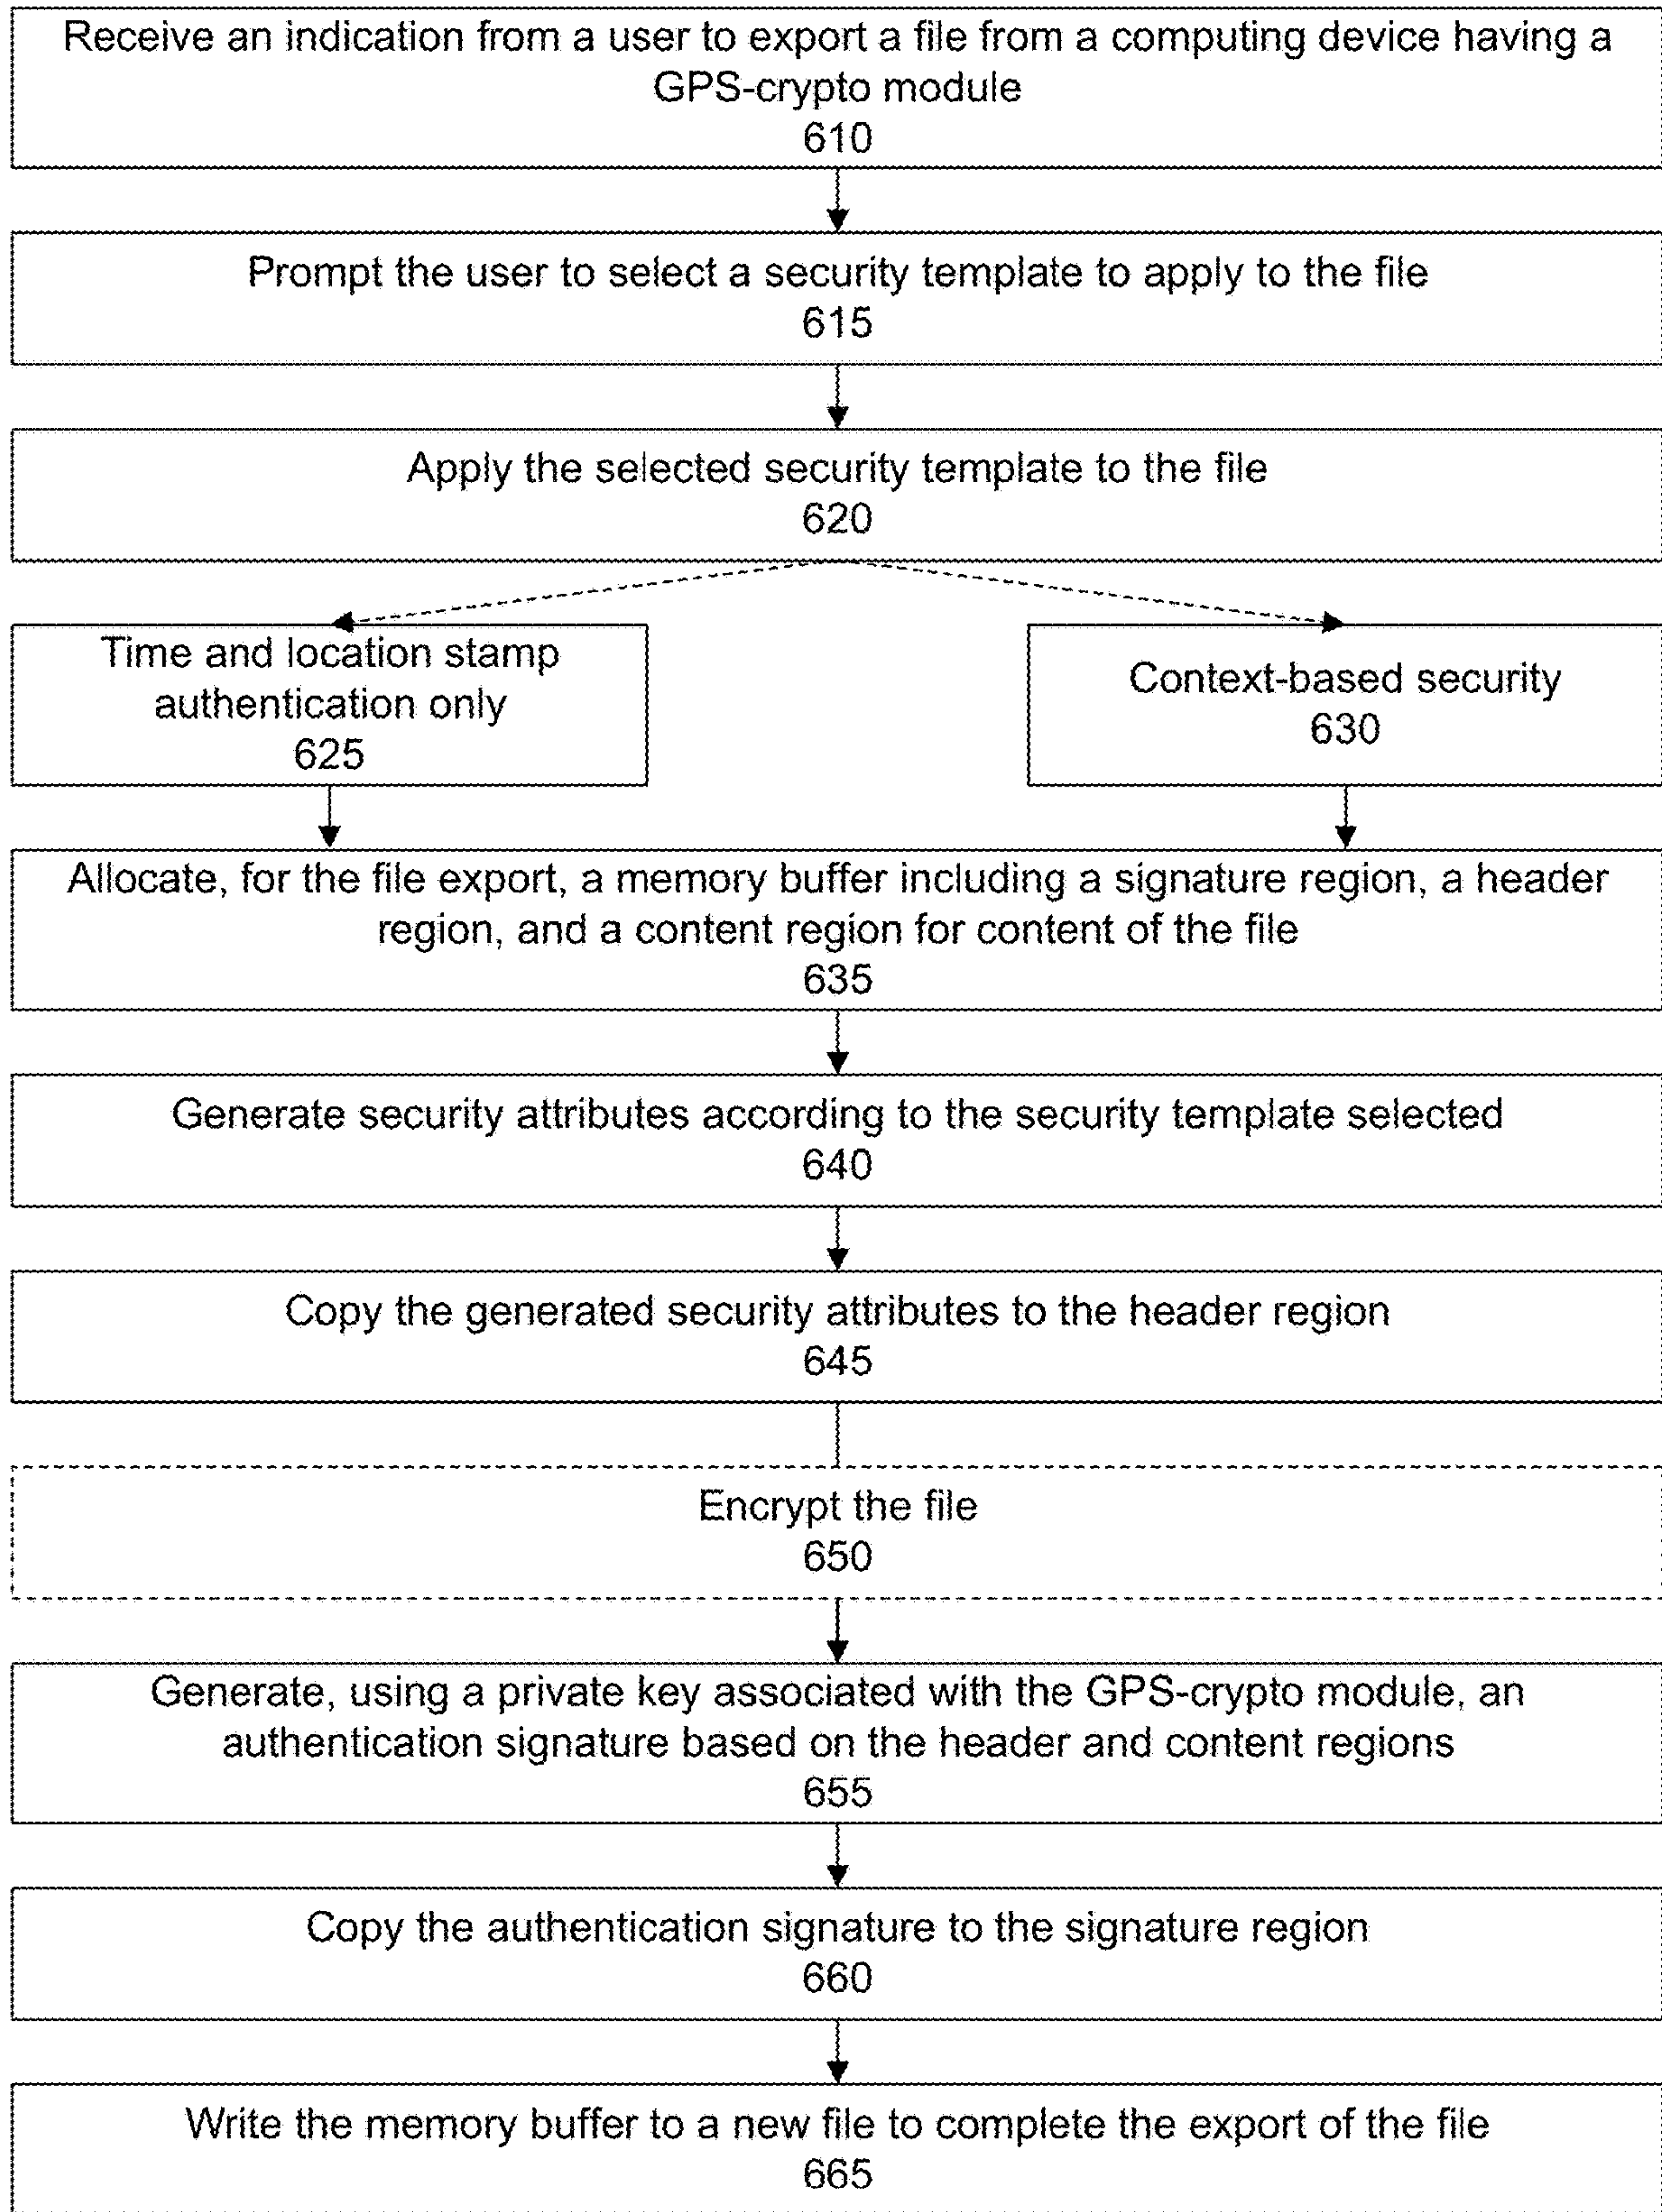 Receive an indication from a user to export a file from a computing device having a
GPS-crypto module
610
Prompt the user to select a security template to apply to the file
615
Apply the selected security template to the file
620
Time and location stamp
authentication only
625
Context-based security
630
Allocate, for the file export, a memory buffer including a signature region, a header
region, and a content region for content of the file
635
Generate security attributes according to the security template selected
640
Copy the generated security attributes to the header region
645
Encrypt the file
650
Generate, using a private key associated with the GPS-crypto module, an
authentication signature based on the header and content regions
655
Copy the authentication signature to the signature region
660
Write the memory buffer to a new file to complete the export of the file
665